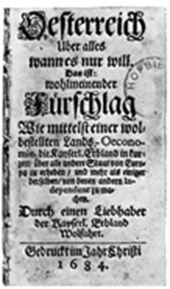 Oesterreich
Uber alles
wann es nur will.
Das ist:
wohlmeinender
Fürschlag
Wie mittelst einer wol-
bestellten Lands-Oecono-
mie, die Kayserl. Erbland in kur-
tzem über alle andere Staat von Euro-
pa zu erheben / und mehr als einiger
derselben / von denen andern In-
dependent zu ma-
chen.
Durch einen Liebhaber
der Kayserl. Erbland
Wolfahrt.
Gedruckt im Jahr Christi
1684.